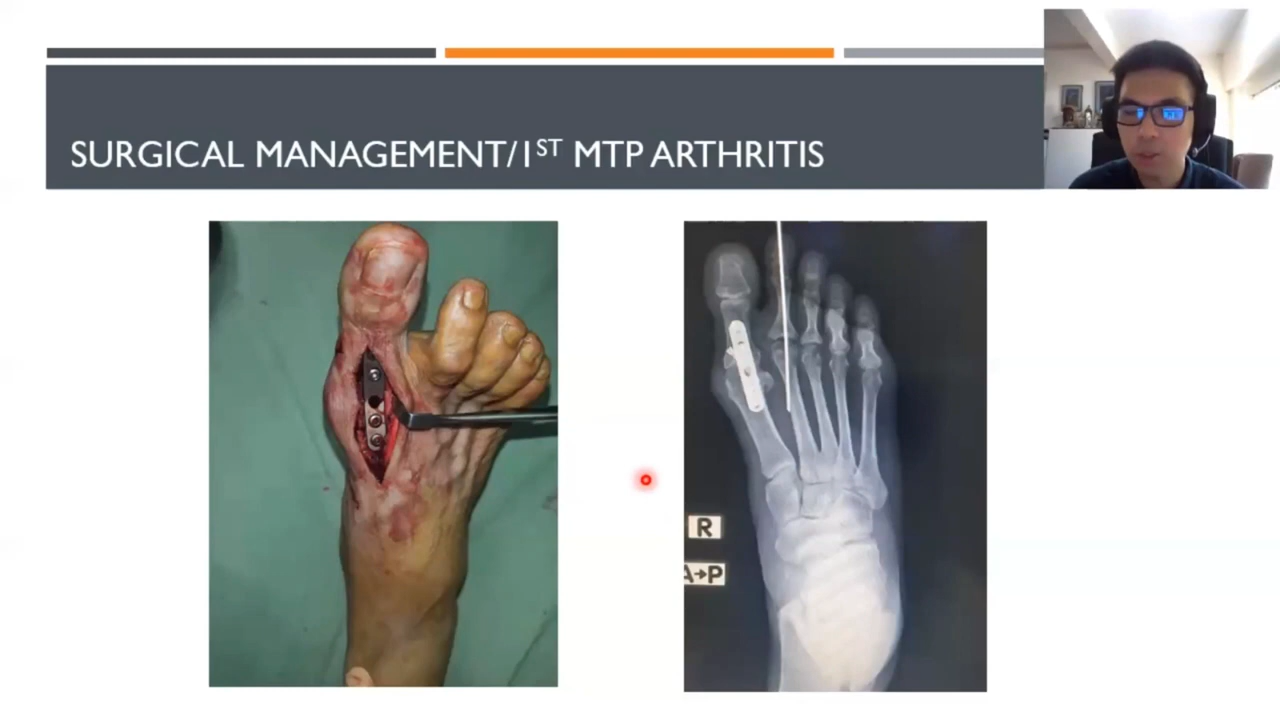 SURGICAL MANAGEMENT/1ST MTP ARTHRITIS
R
A→P